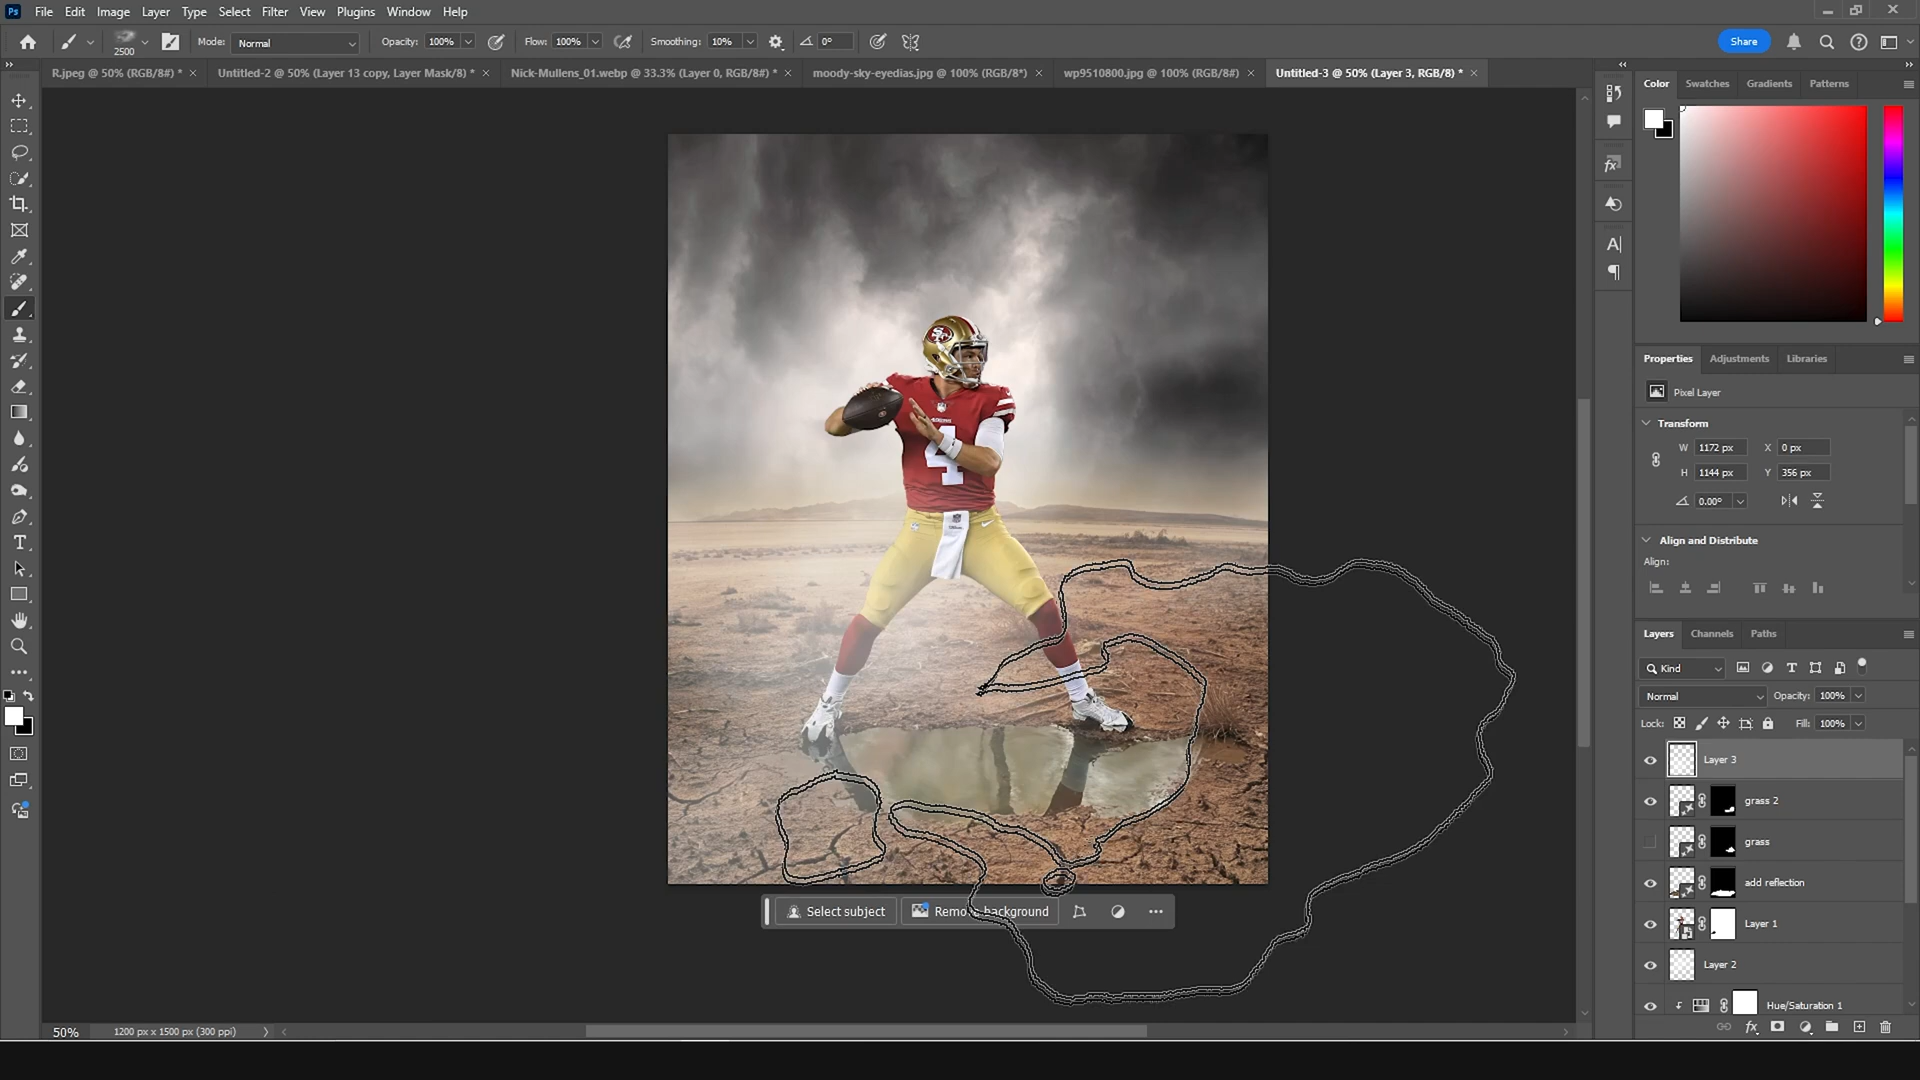 Ps File Edit Image Layer Type Select Filter View Plugins Window Help
2500 Mode: Normal Opacity: 100% Flow: 100% Smoothing: 10% 0° Share
R.jpeg @ 50% (RGB/8#) * × Untitled-2 @ 50% (Layer 13 copy, Layer Mask/8) * × Nick-Mullens_01.webp @ 33.3% (Layer 0, RGB/8#) * × moody-sky-eyedias.jpg @ 100% (RGB/8*) × wp9510800.jpg @ 100% (RGB/8#) × Untitled-3 @ 50% (Layer 3, RGB/8) * ×
Color Swatches Gradients Patterns
SF
4
Properties Adjustments Libraries
Pixel Layer
Transform
W 1172 px X 0 px
H 1144 px Y 356 px
0.00°
Align and Distribute
Align:
Layers Channels Paths
Kind
Normal Opacity: 100%
Lock: Fill: 100%
Layer 3
grass 2
grass
add reflection
Layer 1
Layer 2
Hue/Saturation 1
Select subject Remove background
50% 1200 px x 1500 px (300 ppi)